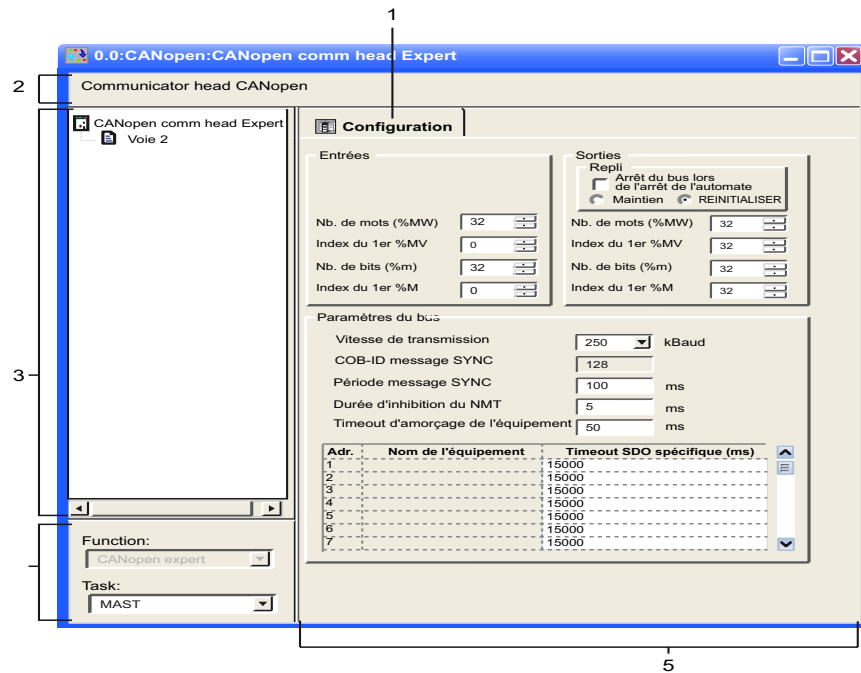 1
0.0:CANopen:CANopen comm head Expert
2
Communicator head CANopen
CANopen comm head Expert
Voie 2
Configuration
Entrées
Nb. de mots (%MW) 32
Index du 1er %MV 0
Nb. de bits (%m) 32
Index du 1er %M 0
Sorties
Repli
Arrêt du bus lors
de l'arrêt de l'automate
Maintien REINITIALISER
Nb. de mots (%MW) 32
Index du 1er %MV 32
Nb. de bits (%m) 32
Index du 1er %M 32
Paramètres du bus
Vitesse de transmission 250 kBaud
COB-ID message SYNC 128
Période message SYNC 100 ms
Durée d'inhibition du NMT 5 ms
Timeout d'amorçage de l'équipement 50 ms
Adr. Nom de l'équipement Timeout SDO spécifique (ms)
1 15000
2 15000
3 15000
4 15000
5 15000
6 15000
7 15000
3
Function:
CANopen expert
Task:
MAST
5